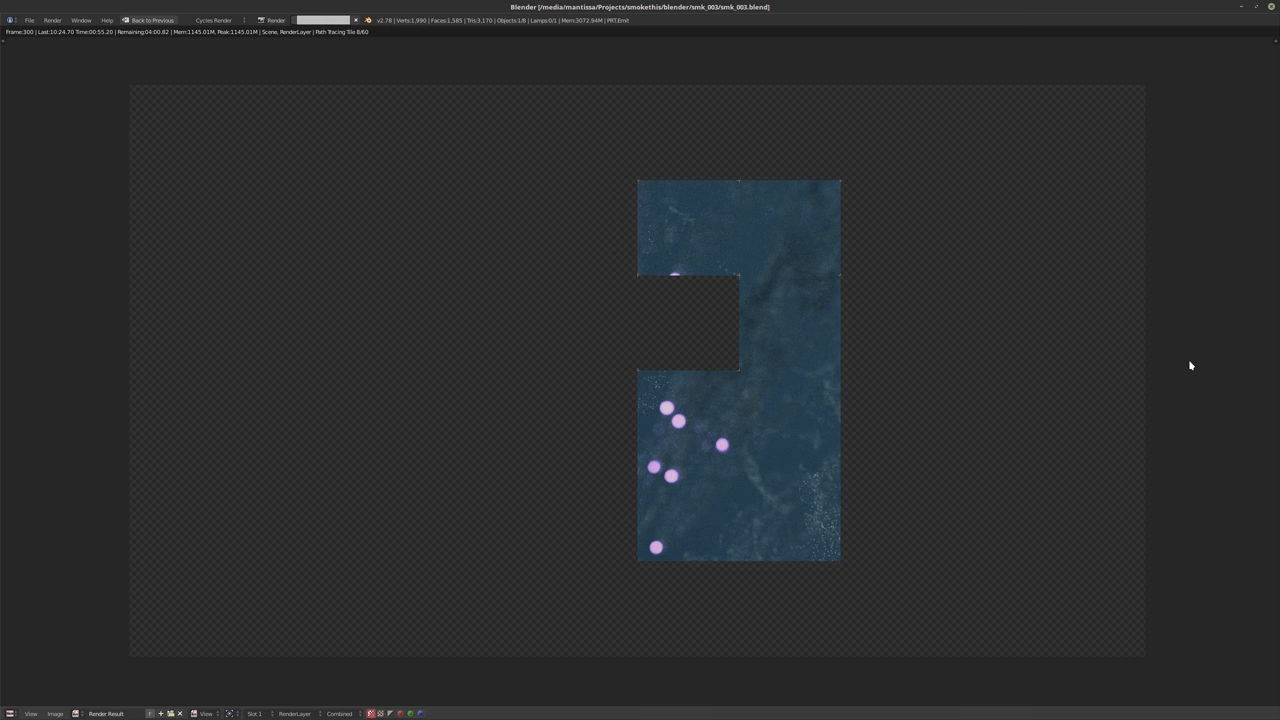 Blender [/media/mantissa/Projects/smokethis/blender/smk_003/smk_003.blend]
File Render Window Help Back to Previous Cycles Render Render v2.78 | Verts:1,990 | Faces:1,585 | Tris:3,170 | Objects:1/8 | Lamps:0/1 | Mem:3072.94M | PRT.Emit
Frame:300 | Last:10:24.70 Time:00:55.20 | Remaining:04:00.82 | Mem:1145.01M, Peak:1145.01M | Scene, RenderLayer | Path Tracing Tile 8/60
View Image Render Result F View Slot 1 RenderLayer Combined